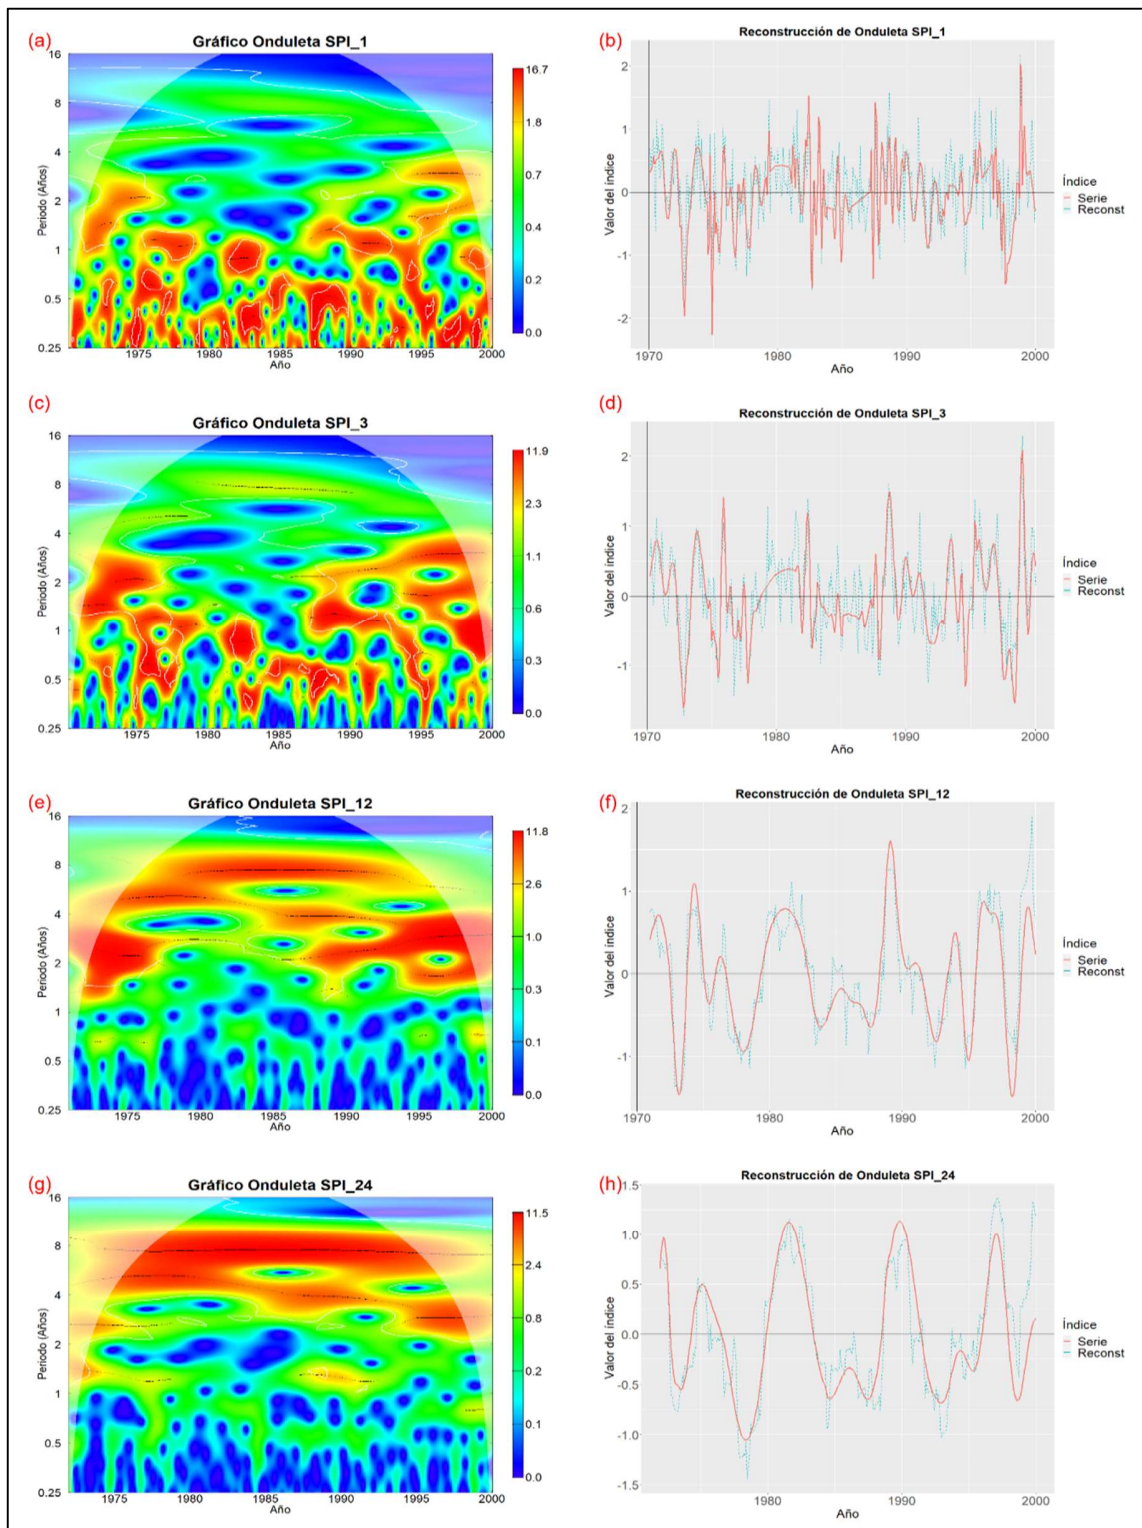 (a)
Gráfico Onduleta SPI_1
16
8
4
2
1
0.5
0.25
Periodo (Años)
1975 1980 1985 1990 1995 2000
Año
16.7
1.8
0.8
0.4
0.2
0.0
(b)
Reconstrucción de Onduleta SPI_1
2
1
0
-1
-2
Valor del índice
1970 1980 1990 2000
Año
Índice
Serie
Reconst
(c)
Gráfico Onduleta SPI_3
16
8
4
2
1
0.5
0.25
Periodo (Años)
1975 1980 1985 1990 1995 2000
Año
11.9
2.3
1.1
0.6
0.3
0.0
(d)
Reconstrucción de Onduleta SPI_3
2
1
0
-1
Valor del índice
1970 1980 1990 2000
Año
Índice
Serie
Reconst
(e)
Gráfico Onduleta SPI_12
16
8
4
2
1
0.5
0.25
Periodo (Años)
1975 1980 1985 1990 1995 2000
Año
11.8
2.6
1.0
0.3
0.1
0.0
(f)
Reconstrucción de Onduleta SPI_12
2
1
0
-1
Valor del índice
1970 1980 1990 2000
Año
Índice
Serie
Reconst
(g)
Gráfico Onduleta SPI_24
16
8
4
2
1
0.5
0.25
Periodo (Años)
1975 1980 1985 1990 1995 2000
Año
11.5
2.4
0.8
0.2
0.1
0.0
(h)
Reconstrucción de Onduleta SPI_24
1.5
1.0
0.5
0.0
-0.5
-1.0
-1.5
Valor del índice
1980 1990 2000
Año
Índice
Serie
Reconst